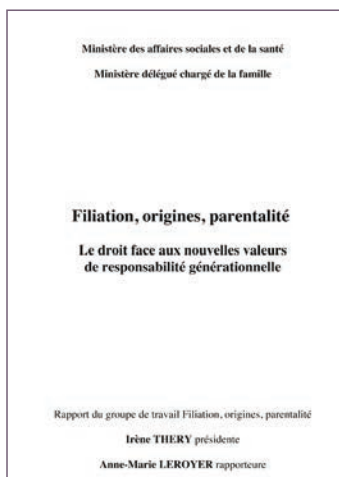 Ministère des affaires sociales et de la santé
Ministère délégué chargé de la famille
Filiation, origines, parentalité
Le droit face aux nouvelles valeurs
de responsabilité générationnelle
Rapport du groupe de travail Filiation, origines, parentalité
Irène THERY présidente
Anne-Marie LEROYER rapporteure